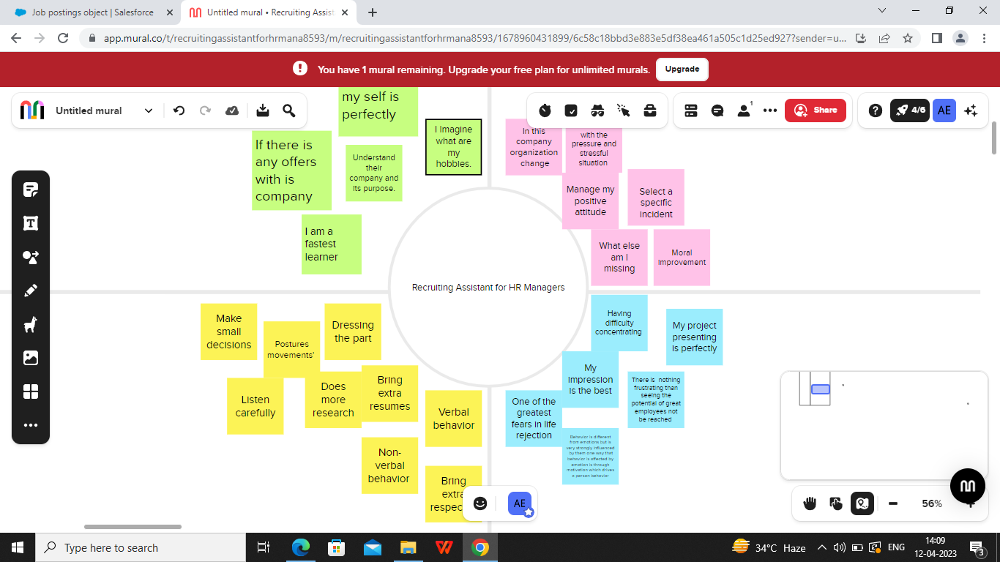 Job postings object | Salesforce
Untitled mural • Recruiting Assist
app.mural.co/t/recruitingassistantforhrmana8593/m/recruitingassistantforhrmana8593/1678960431899/6c58c18bbd3e883e5df38ea461a505c1d25ed927?sender=u...
You have 1 mural remaining. Upgrade your free plan for unlimited murals.
Upgrade
Untitled mural
1
Share
4/6
AE
my self is
perfectly
If there is
any offers
with is
company
Understand
their
company and
its purpose.
I Imagine
what are
my
hobbies.
I am a
fastest
learner
In this
company
organization
change
with the
pressure and
stressful
situation
Manage my
positive
attitude
Select a
specific
incident
What else
am I
missing
Moral
Improvement
Recruiting Assistant for HR Managers
Make
small
decisions
Postures
movements'
Dressing
the part
Listen
carefully
Does
more
research
Bring
extra
resumes
Verbal
behavior
Non-
verbal
behavior
Bring
extra
respec
Having
difficulty
concentrating
My project
presenting
is perfectly
My
impression
is the best
There is nothing
frustrating than
seeing the
potential of great
employees not
be reached
One of the
greatest
fears in life
rejection
Behavior is different
from emotions but is
very strongly influenced
by them one way that
behavior is affected by
emotion is through
motivation which drives
a person behavior
AE
56%
Type here to search
34°C Haze
ENG
14:09
12-04-2023
3